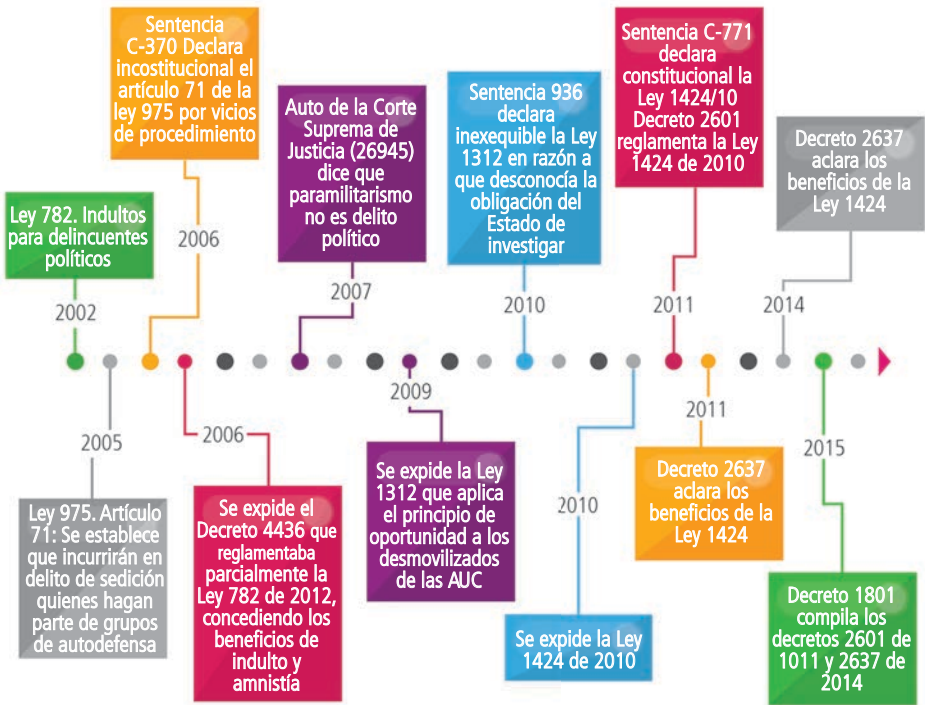 Ley 782. Indultos
para delincuentes
políticos
2002
Ley 975. Artículo
71: Se establece
que incurrirán en
delito de sedición
quienes hagan
parte de grupos
de autodefensa
2005
Sentencia
C-370 Declara
incostitucional el
artículo 71 de la
ley 975 por vicios
de procedimiento
2006
2006
Se expide el
Decreto 4436 que
reglamentaba
parcialmente la
Ley 782 de 2012,
concediendo los
beneficios de
indulto y
amnistía
Auto de la Corte
Suprema de
Justicia (26945)
dice que
paramilitarismo
no es delito
político
2007
2009
Se expide la Ley
1312 que aplica
el principio de
oportunidad a los
desmovilizados
de las AUC
Sentencia 936
declara
inexequible la Ley
1312 en razón a
que desconocía la
obligación del
Estado de
investigar
2010
2010
Se expide la Ley
1424 de 2010
Sentencia C-771
declara
constitucional la
Ley 1424/10
Decreto 2601
reglamenta la Ley
1424 de 2010
2011
2011
Decreto 2637
aclara los
beneficios de la
Ley 1424
Decreto 2637
aclara los
beneficios de la
Ley 1424
2014
2015
Decreto 1801
compila los
decretos 2601 de
1011 y 2637 de
2014